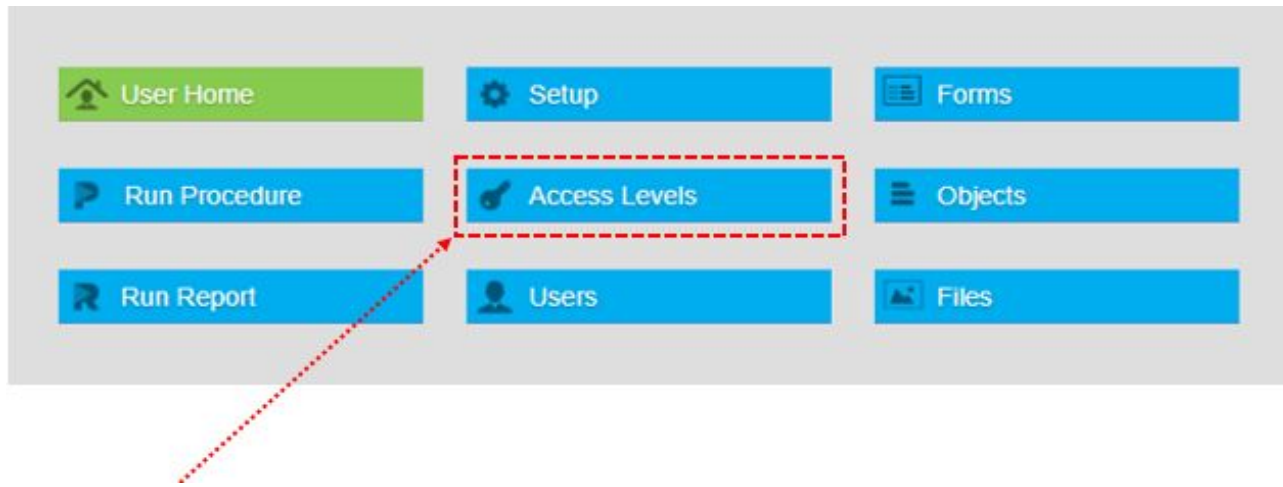 User Home
Setup
Forms
Run Procedure
Access Levels
Objects
Run Report
Users
Files